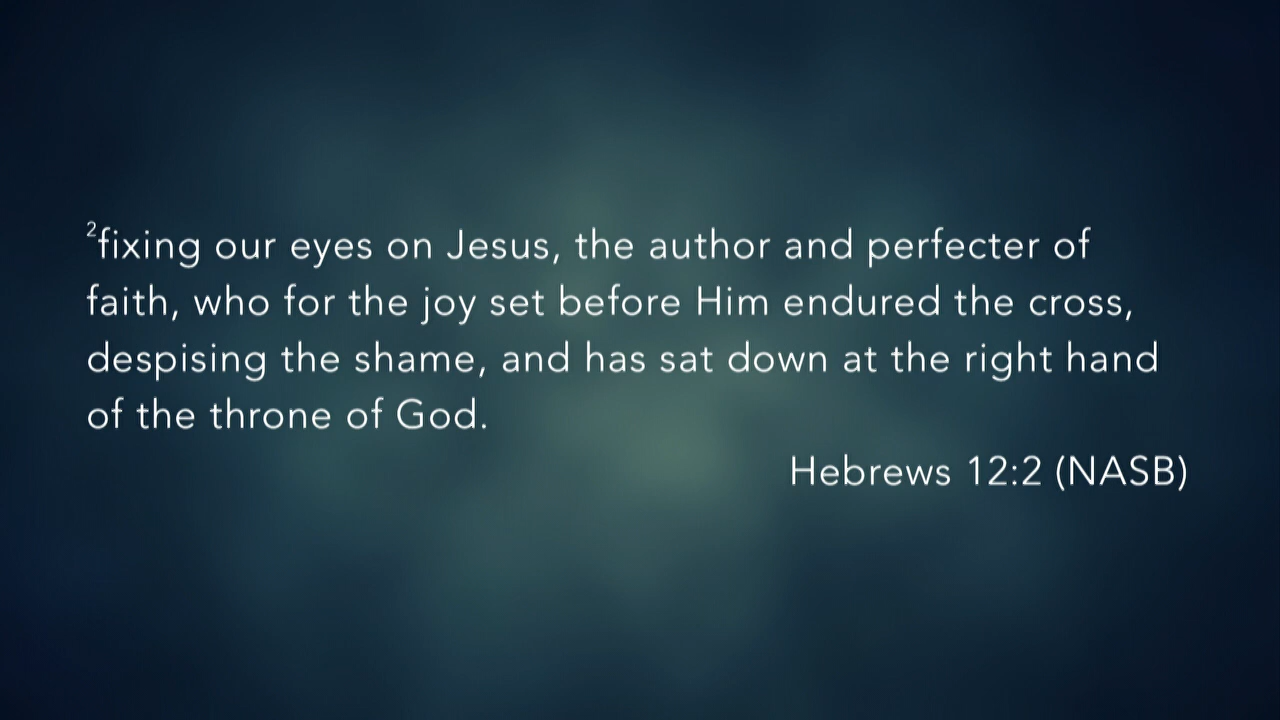 ²fixing our eyes on Jesus, the author and perfecter of
faith, who for the joy set before Him endured the cross,
despising the shame, and has sat down at the right hand
of the throne of God.
Hebrews 12:2 (NASB)